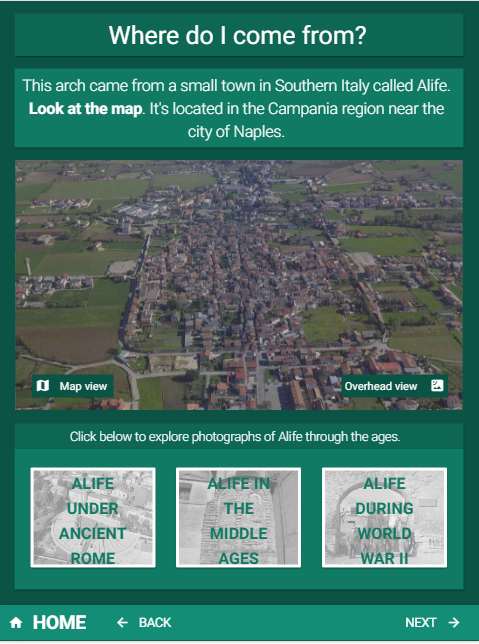 Where do I come from?
This arch came from a small town in Southern Italy called Alife.
Look at the map. It's located in the Campania region near the
city of Naples.
Map view
Overhead view
Click below to explore photographs of Alife through the ages.
ALIFE
UNDER
ANCIENT
ROME
ALIFE IN
THE
MIDDLE
AGES
ALIFE
DURING
WORLD
WAR II
HOME
BACK
NEXT